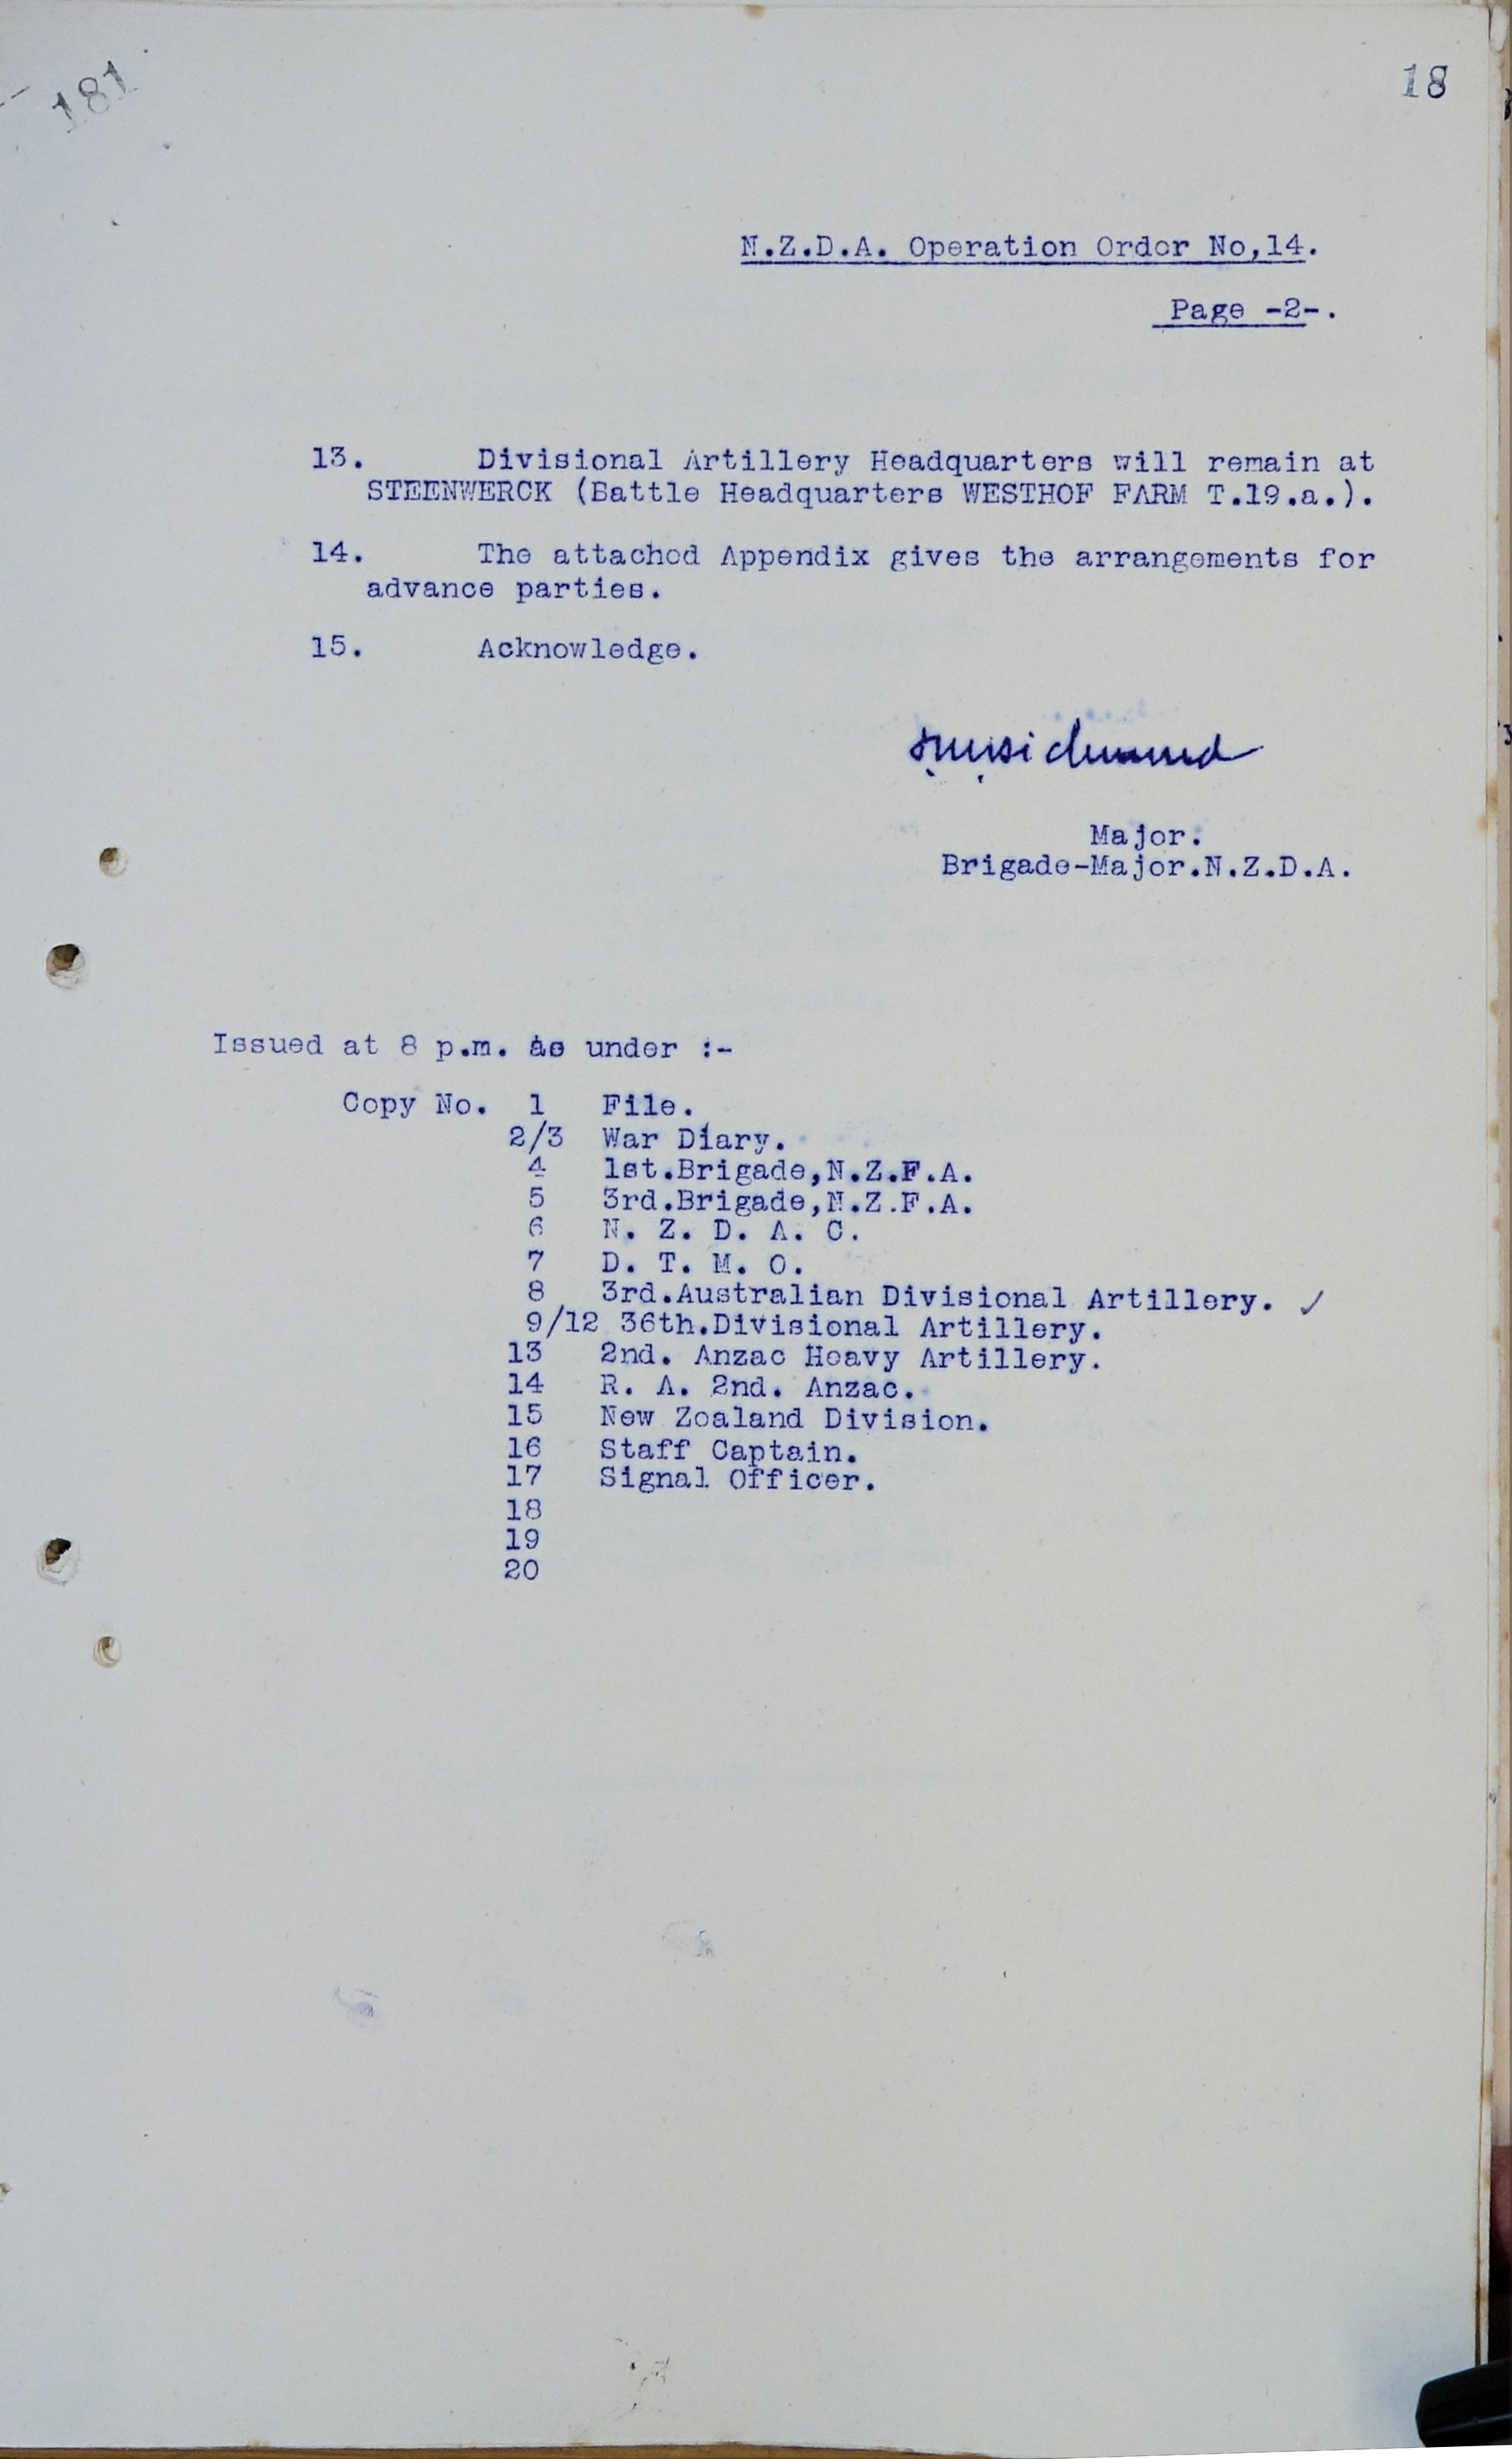 181
18
N.Z.D.A. Operation Order No,14.
Page -2-.
13. Divisional Artillery Headquarters will remain at
STEENWERCK (Battle Headquarters WESTHOF FARM T.19.a.).
14. The attached Appendix gives the arrangements for
advance parties.
15. Acknowledge.
Major.
Brigade-Major.N.Z.D.A.
Issued at 8 p.m. as under :-
Copy No. 1 File.
2/3 War Diary.
4 1st.Brigade,N.Z.F.A.
5 3rd.Brigade,N.Z.F.A.
6 N. Z. D. A. C.
7 D. T. M. O.
8 3rd.Australian Divisional Artillery. ✓
9/12 36th.Divisional Artillery.
13 2nd. Anzac Heavy Artillery.
14 R. A. 2nd. Anzac.
15 New Zealand Division.
16 Staff Captain.
17 Signal Officer.
18
19
20